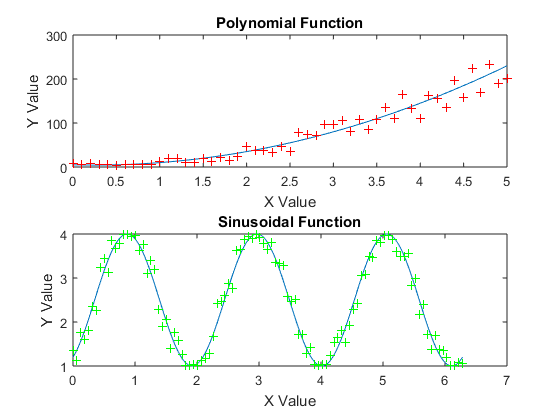 Polynomial Function
300
200
100
0
Y Value
0 0.5 1 1.5 2 2.5 3 3.5 4 4.5 5
X Value
Sinusoidal Function
4
3
2
1
Y Value
0 1 2 3 4 5 6 7
X Value